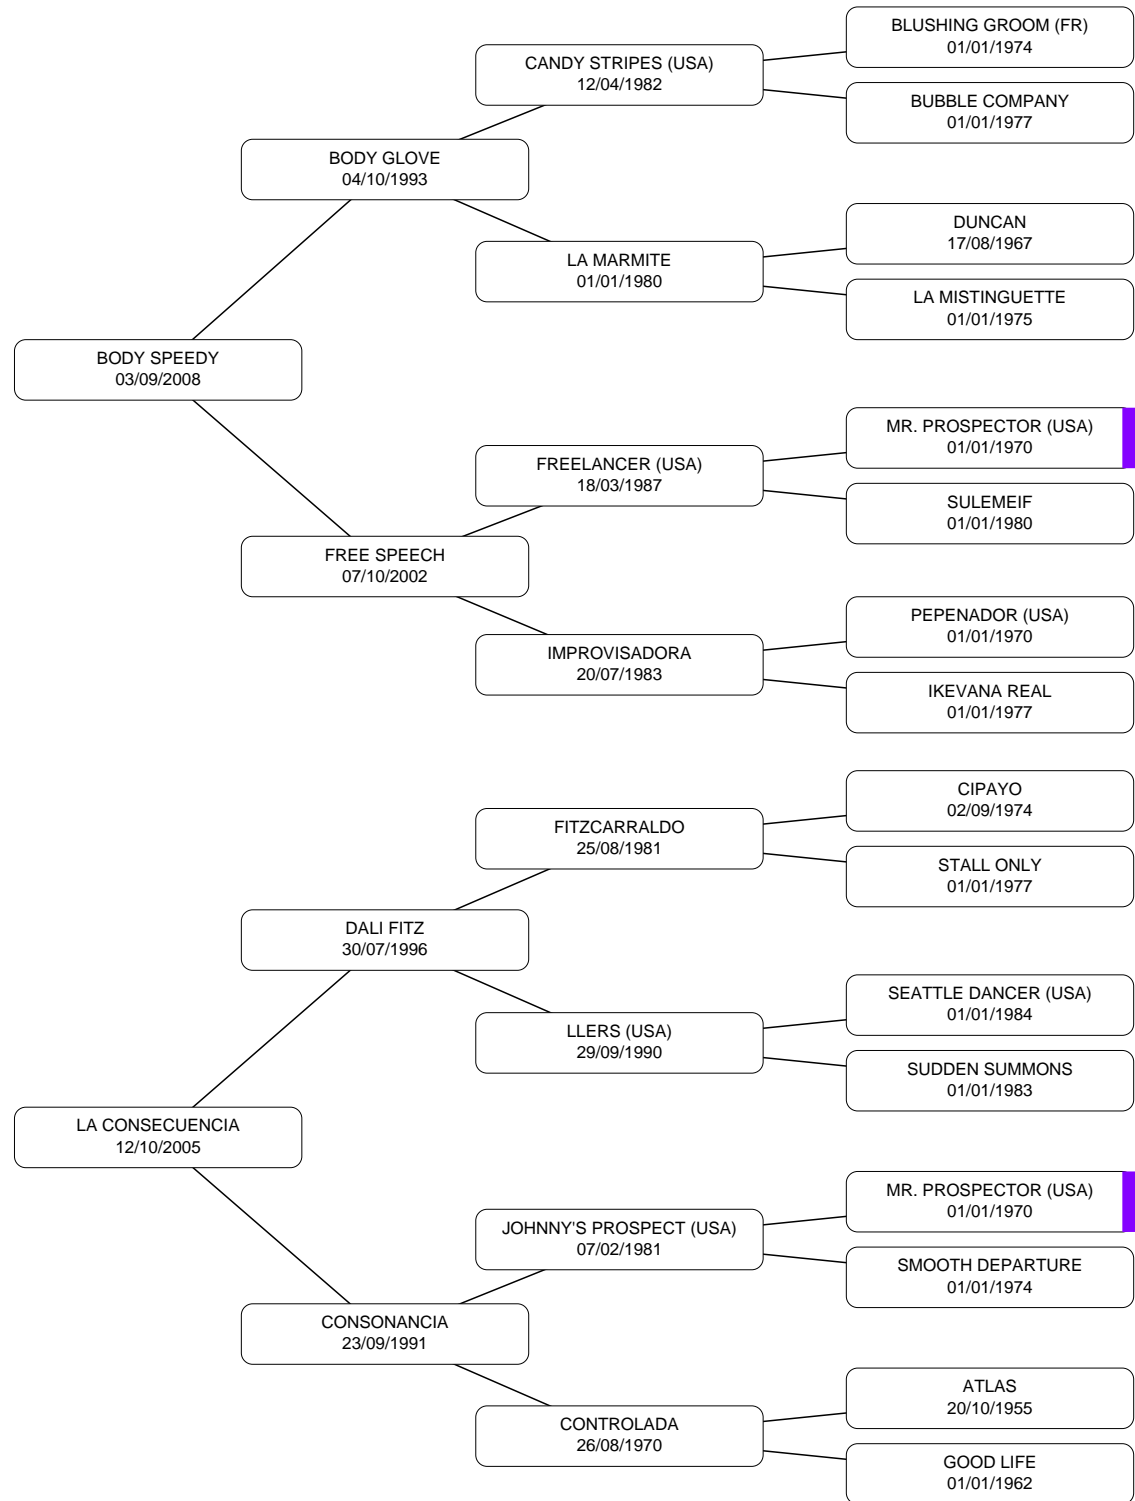 BLUSHING GROOM (FR)
01/01/1974
CANDY STRIPES (USA)
12/04/1982
BUBBLE COMPANY
01/01/1977
BODY GLOVE
04/10/1993
DUNCAN
17/08/1967
LA MARMITE
01/01/1980
LA MISTINGUETTE
01/01/1975
BODY SPEEDY
03/09/2008
MR. PROSPECTOR (USA)
01/01/1970
FREELANCER (USA)
18/03/1987
SULEMEIF
01/01/1980
FREE SPEECH
07/10/2002
PEPENADOR (USA)
01/01/1970
IMPROVISADORA
20/07/1983
IKEVANA REAL
01/01/1977
CIPAYO
02/09/1974
FITZCARRALDO
25/08/1981
STALL ONLY
01/01/1977
DALI FITZ
30/07/1996
SEATTLE DANCER (USA)
01/01/1984
LLERS (USA)
29/09/1990
SUDDEN SUMMONS
01/01/1983
LA CONSECUENCIA
12/10/2005
MR. PROSPECTOR (USA)
01/01/1970
JOHNNY'S PROSPECT (USA)
07/02/1981
SMOOTH DEPARTURE
01/01/1974
CONSONANCIA
23/09/1991
ATLAS
20/10/1955
CONTROLADA
26/08/1970
GOOD LIFE
01/01/1962